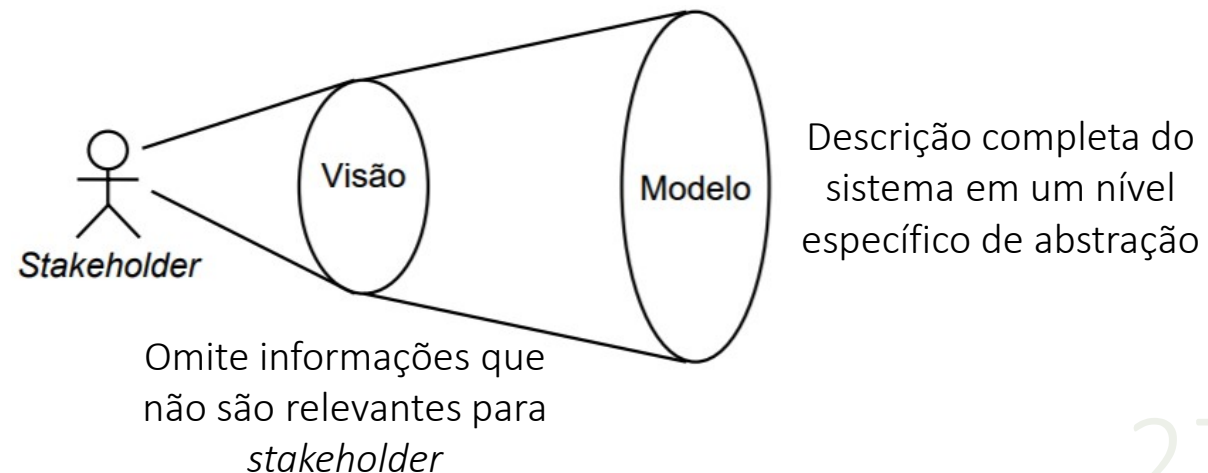 Visão
Modelo
Stakeholder
Descrição completa do
sistema em um nível
específico de abstração
Omite informações que
não são relevantes para
stakeholder
27